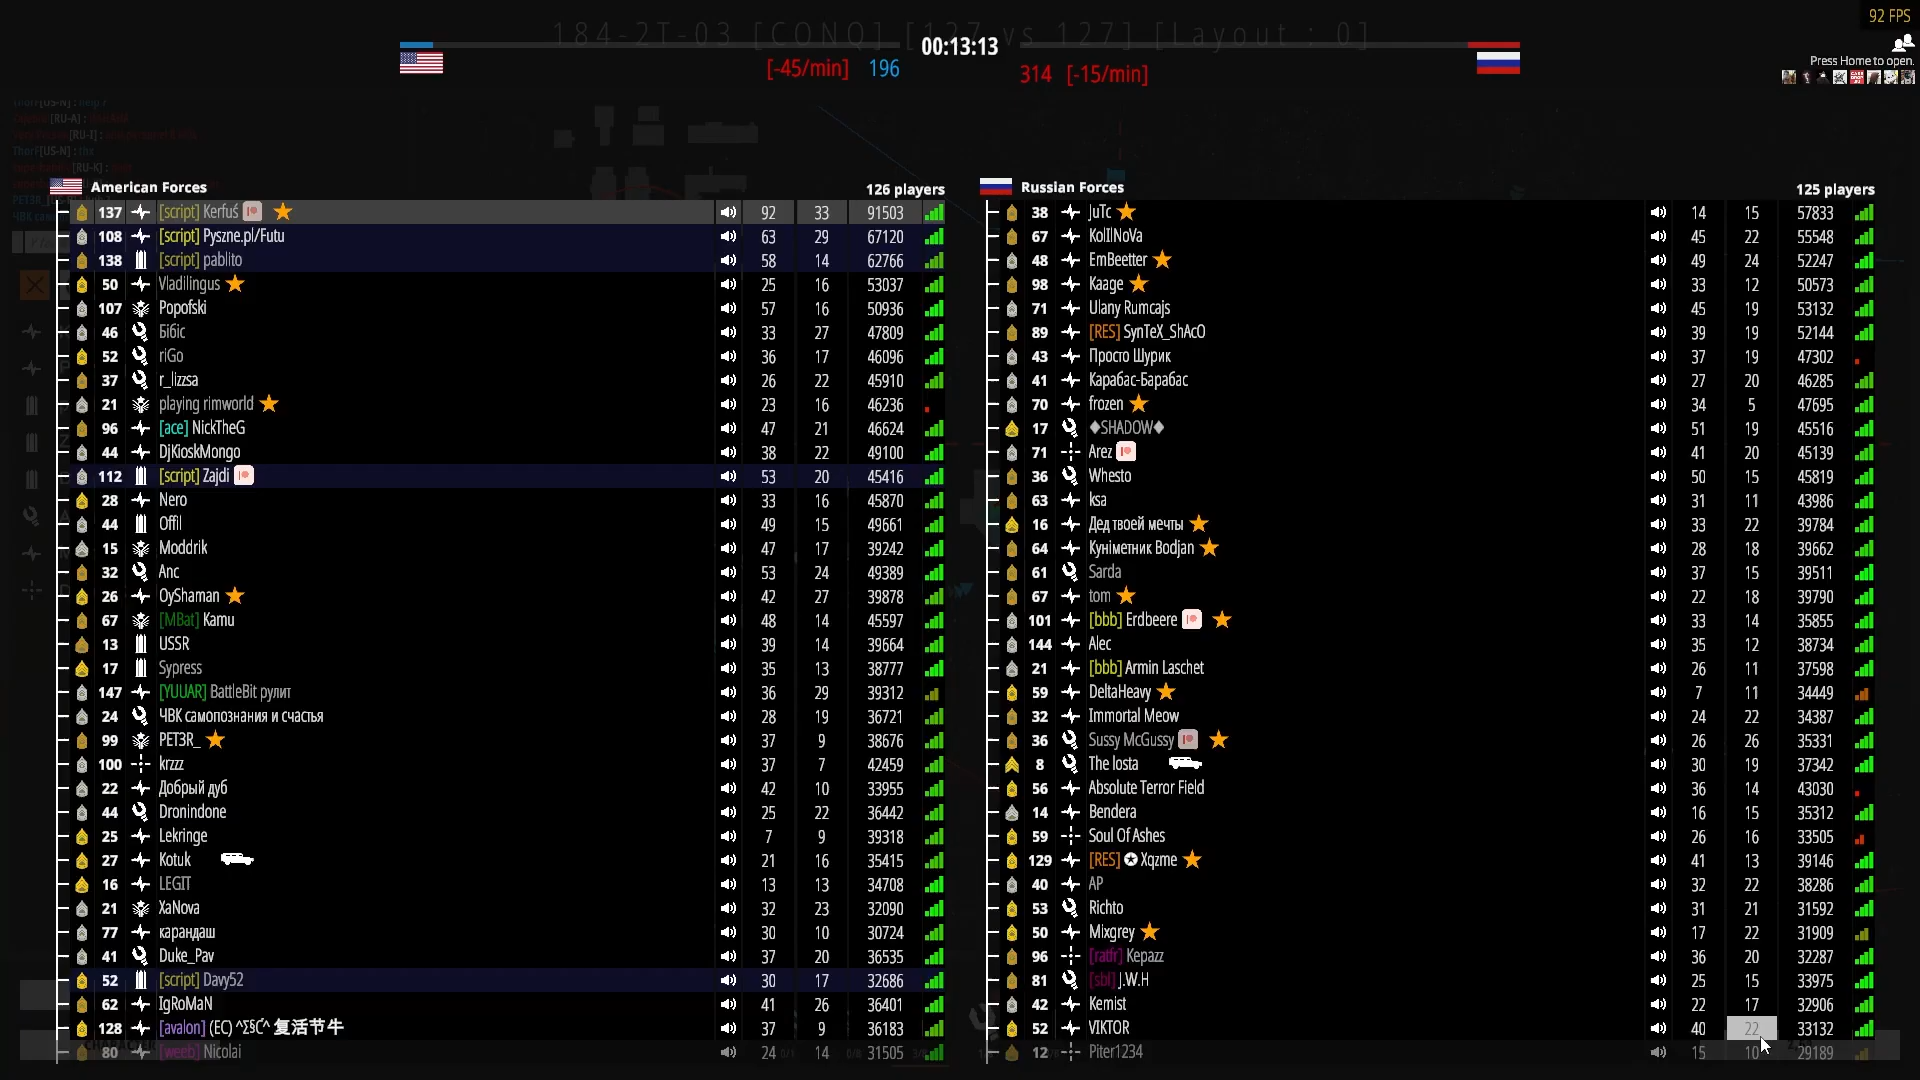 184-2T-03 [CONQ] [127 vs 127] [Layout : 0]
92 FPS
00:13:13
[-45/min] 196
314 [-15/min]
Press Home to open.
American Forces 126 players
137 [script] Kerfuś 92 33 91503
108 [script] Pyszne.pl/Futu 63 29 67120
138 [script] pablito 58 14 62766
50 Vladilingus 25 16 53037
107 Popofski 57 16 50936
46 Бібіс 33 27 47809
52 riGo 36 17 46096
37 r_lizzsa 26 22 45910
21 playing rimworld 23 16 46236
96 [ace] NickTheG 47 21 46624
44 DjKioskMongo 38 22 49100
112 [script] Zajdi 53 20 45416
28 Nero 33 16 45870
44 Offil 49 15 49661
15 Moddrik 47 17 39242
32 Anc 53 24 49389
26 OyShaman 42 27 39878
67 [MBat] Kamu 48 14 45597
13 USSR 39 14 39664
17 Sypress 35 13 38777
147 [YUUAR] BattleBit рулит 36 29 39312
24 ЧВК самопознания и счастья 28 19 36721
99 PET3R_ 37 9 38676
100 krzzz 37 7 42459
22 Добрый дуб 42 10 33955
44 Dronindone 25 22 36442
25 Lekringe 7 9 39318
27 Kotuk 21 16 35415
16 LEGIT 13 13 34708
21 XaNova 32 23 32090
77 карандаш 30 10 30724
41 Duke_Pav 37 20 36535
52 [script] Davy52 30 17 32686
62 IgRoMaN 41 26 36401
128 [avalon] (EC) 复活节牛 37 9 36183
80 [weeb] Nicolai 24 14 31505
Russian Forces 125 players
38 JuTc 14 15 57833
67 KolIlNoVa 45 22 55548
48 EmBeetter 49 24 52247
98 Kaage 33 12 50573
71 Ulany Rumcajs 45 19 53132
89 [RES] SynTeX_ShAcO 39 19 52144
43 Просто Шурик 37 19 47302
41 Карабас-Барабас 27 20 46285
70 frozen 34 5 47695
17 ◆SHADOW◆ 51 19 45516
71 Arez 41 20 45139
36 Whesto 50 15 45819
63 ksa 31 11 43986
16 Дед твоей мечты 33 22 39784
64 Куніметник Bodjan 28 18 39662
61 Sarda 37 15 39511
67 tom 22 18 39790
101 [bbb] Erdbeere 33 14 35855
144 Alec 35 12 38734
21 [bbb] Armin Laschet 26 11 37598
59 DeltaHeavy 7 11 34449
32 Immortal Meow 24 22 34387
36 Sussy McGussy 26 26 35331
8 The losta 30 19 37342
56 Absolute Terror Field 36 14 43030
14 Bendera 16 15 35312
59 Soul Of Ashes 26 16 33505
129 [RES] ✪ Xqzme 41 13 39146
40 AP 32 22 38286
53 Richto 31 21 31592
50 Mixgrey 17 22 31909
96 [ratfr] Kepazz 36 20 32287
81 [sbl] J.W.H 25 15 33975
42 Kemist 22 17 32906
52 VIKTOR 40 22 33132
12 Piter1234 15 10 29189